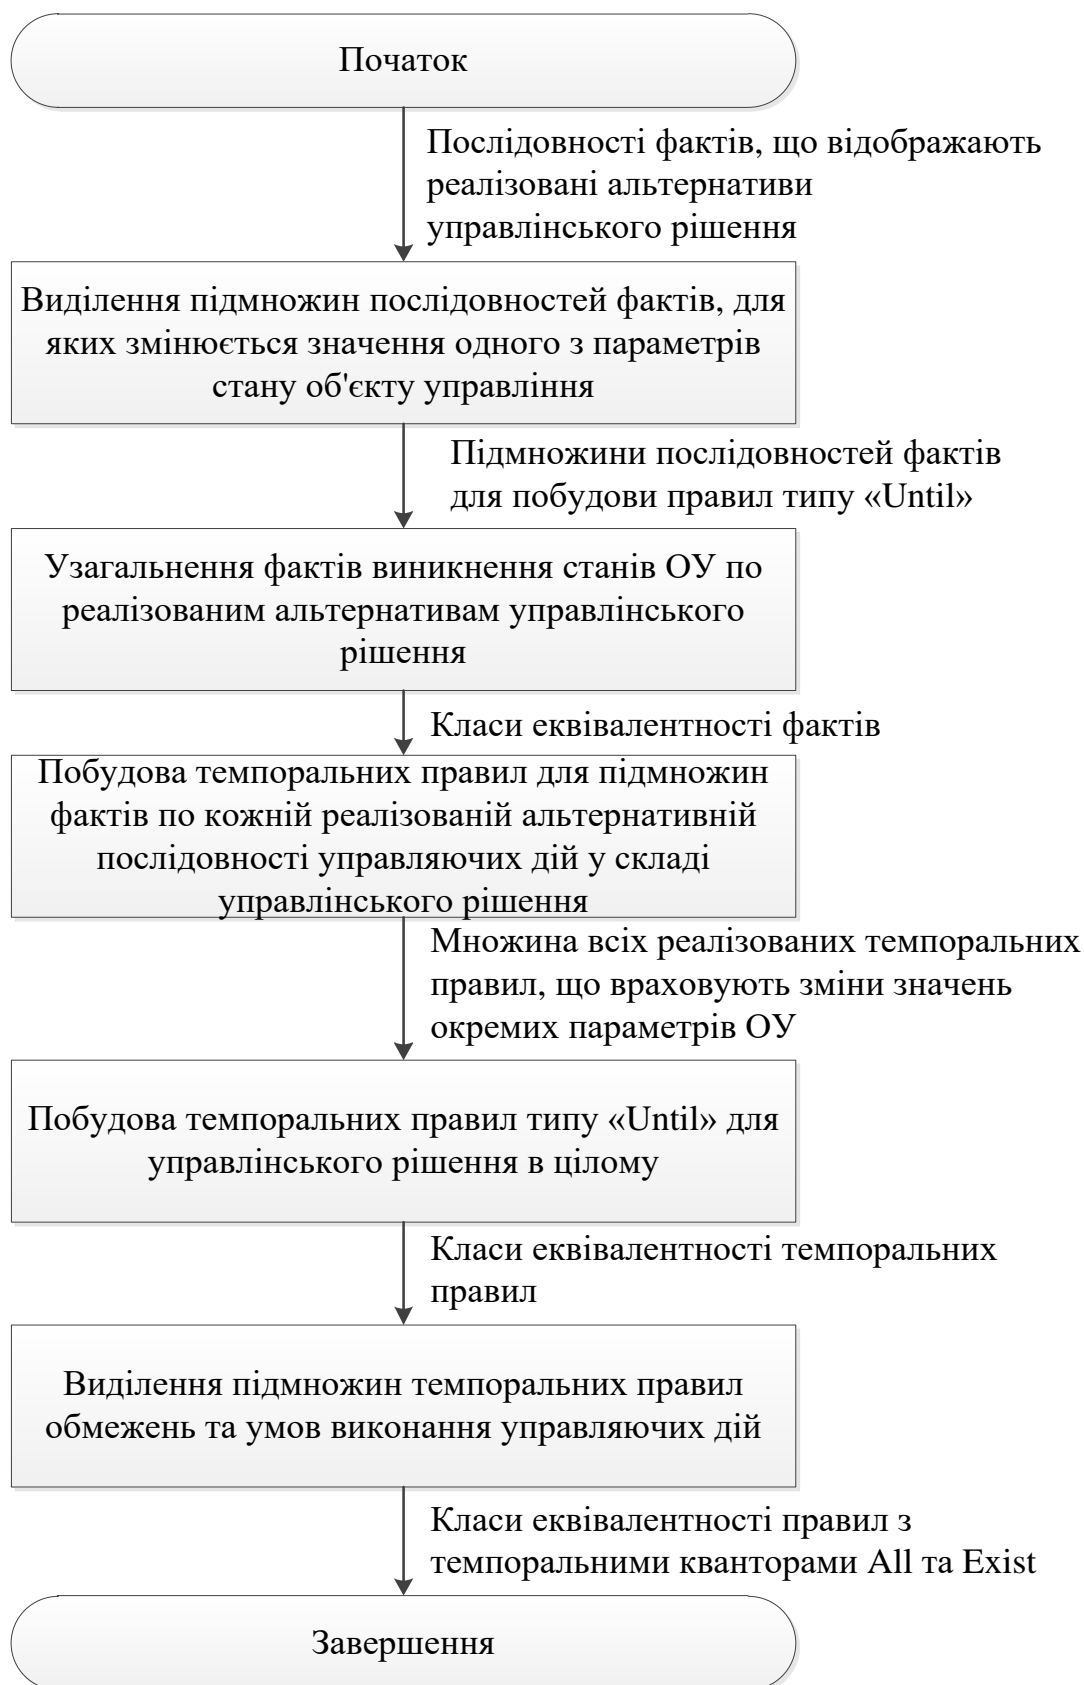 Початок
Послідовності фактів, що відображають
реалізовані альтернативи
управлінського рішення
Виділення підмножин послідовностей фактів, для
яких змінюється значення одного з параметрів
стану об'єкту управління
Підмножини послідовностей фактів
для побудови правил типу «Until»
Узагальнення фактів виникнення станів ОУ по
реалізованим альтернативам управлінського
рішення
Класи еквівалентності фактів
Побудова темпоральних правил для підмножин
фактів по кожній реалізованій альтернативній
послідовності управляючих дій у складі
управлінського рішення
Множина всіх реалізованих темпоральних
правил, що враховують зміни значень
окремих параметрів ОУ
Побудова темпоральних правил типу «Until» для
управлінського рішення в цілому
Класи еквівалентності темпоральних
правил
Виділення підмножин темпоральних правил
обмежень та умов виконання управляючих дій
Класи еквівалентності правил з
темпоральними кванторами All та Exist
Завершення